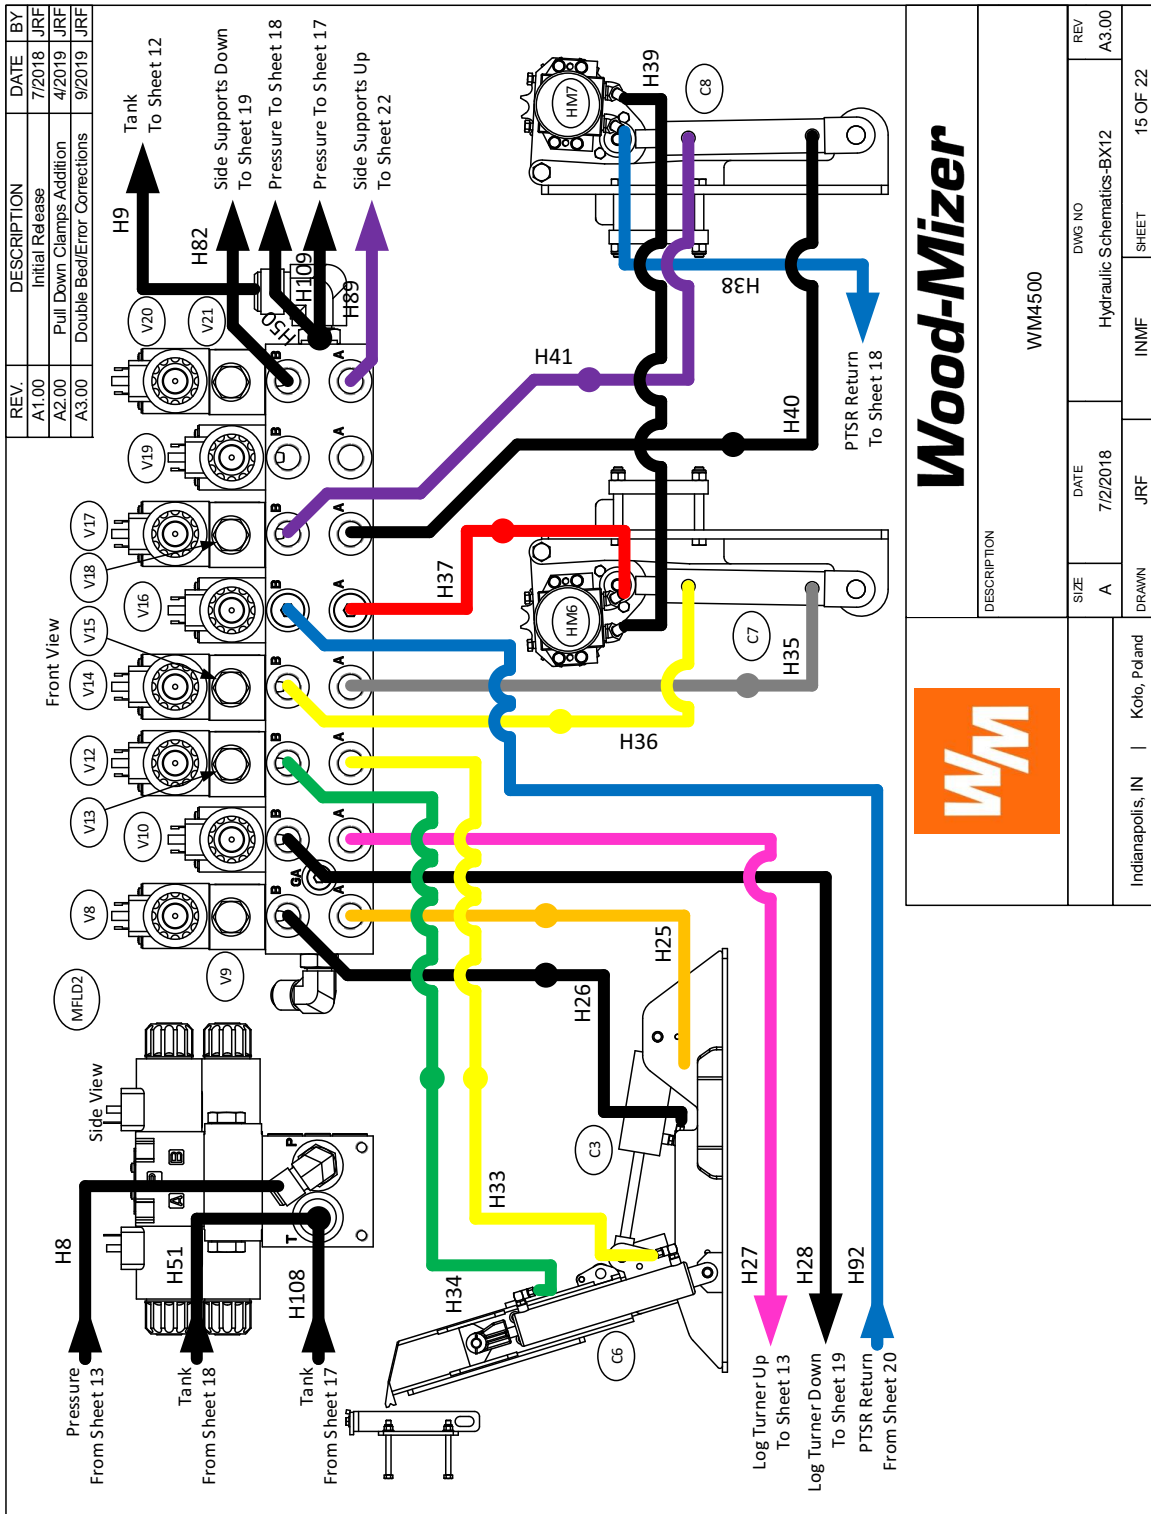 REV. DESCRIPTION DATE BY
A1.00 Initial Release 7/2018 JRF
A2.00 Pull Down Clamps Addition 4/2019 JRF
A3.00 Double Bed/Error Corrections 9/2019 JRF
Tank
To Sheet 12
Side Supports Down
To Sheet 19
Pressure To Sheet 18
Pressure To Sheet 17
Side Supports Up
To Sheet 22
H9
H82
H50
H109
H89
V20
V21
V19
V17
V18
V16
V15
V14
V12
V13
V10
V8
V9
MFLD2
Front View
B
A
B
A
B
A
B
A
B
A
B
A
B
A
B
A
GA
Side View
A
B
P
T
H8
H51
H108
Pressure
From Sheet 13
Tank
From Sheet 18
Tank
From Sheet 17
H39
HM7
C8
H38
H41
H40
PTSR Return
To Sheet 18
H37
HM6
C7
H35
H36
H25
H26
C3
H33
H34
C6
H27
H28
H92
Log Turner Up
To Sheet 13
Log Turner Down
To Sheet 19
PTSR Return
From Sheet 20
Wood-Mizer
DESCRIPTION
WM4500
SIZE
A
DATE
7/2/2018
DWG NO
Hydraulic Schematics-BX12
REV
A3.00
DRAWN
JRF
INMF
SHEET
15 OF 22
WM
Indianapolis, IN | Koło, Poland